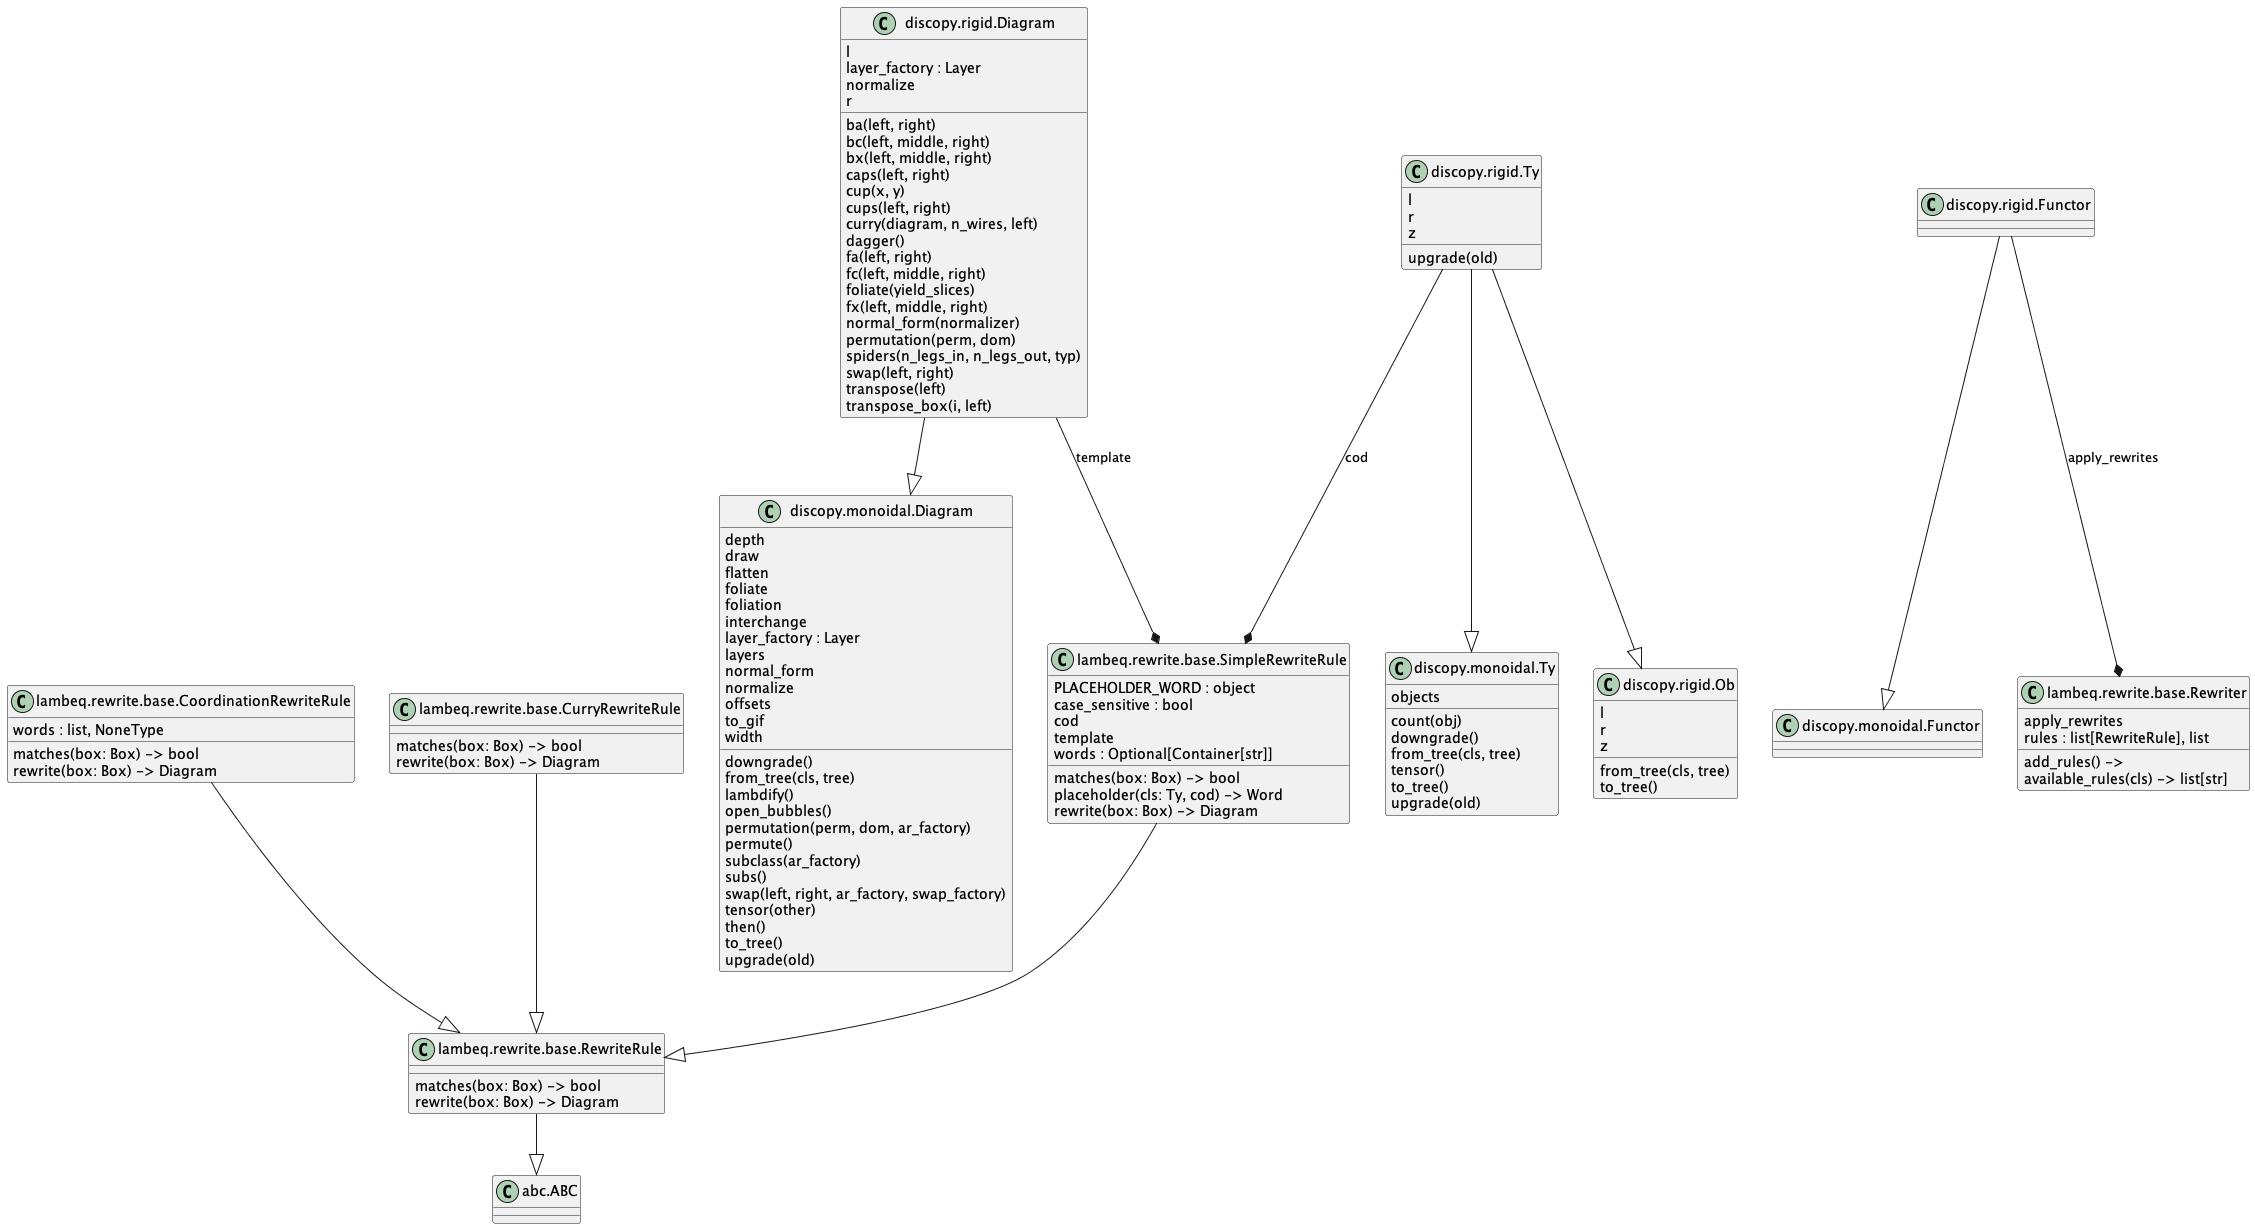 C discopy.rigid.Diagram
l
layer_factory : Layer
normalize
r
ba(left, right)
bc(left, middle, right)
bx(left, middle, right)
caps(left, right)
cup(x, y)
cups(left, right)
curry(diagram, n_wires, left)
dagger()
fa(left, right)
fc(left, middle, right)
foliate(yield_slices)
fx(left, middle, right)
normal_form(normalizer)
permutation(perm, dom)
spiders(n_legs_in, n_legs_out, typ)
swap(left, right)
transpose(left)
transpose_box(i, left)
C discopy.rigid.Ty
l
r
z
upgrade(old)
C discopy.rigid.Functor
template
cod
apply_rewrites
C discopy.monoidal.Diagram
depth
draw
flatten
foliate
foliation
interchange
layer_factory : Layer
layers
normal_form
normalize
offsets
to_gif
width
downgrade()
from_tree(cls, tree)
lambdify()
open_bubbles()
permutation(perm, dom, ar_factory)
permute()
subclass(ar_factory)
subs()
swap(left, right, ar_factory, swap_factory)
tensor(other)
then()
to_tree()
upgrade(old)
C lambeq.rewrite.base.CoordinationRewriteRule
words : list, NoneType
matches(box: Box) -> bool
rewrite(box: Box) -> Diagram
C lambeq.rewrite.base.CurryRewriteRule
matches(box: Box) -> bool
rewrite(box: Box) -> Diagram
C lambeq.rewrite.base.SimpleRewriteRule
PLACEHOLDER_WORD : object
case_sensitive : bool
cod
template
words : Optional[Container[str]]
matches(box: Box) -> bool
placeholder(cls: Ty, cod) -> Word
rewrite(box: Box) -> Diagram
C discopy.monoidal.Ty
objects
count(obj)
downgrade()
from_tree(cls, tree)
tensor()
to_tree()
upgrade(old)
C discopy.rigid.Ob
l
r
z
from_tree(cls, tree)
to_tree()
C discopy.monoidal.Functor
C lambeq.rewrite.base.Rewriter
apply_rewrites
rules : list[RewriteRule], list
add_rules() ->
available_rules(cls) -> list[str]
C lambeq.rewrite.base.RewriteRule
matches(box: Box) -> bool
rewrite(box: Box) -> Diagram
C abc.ABC